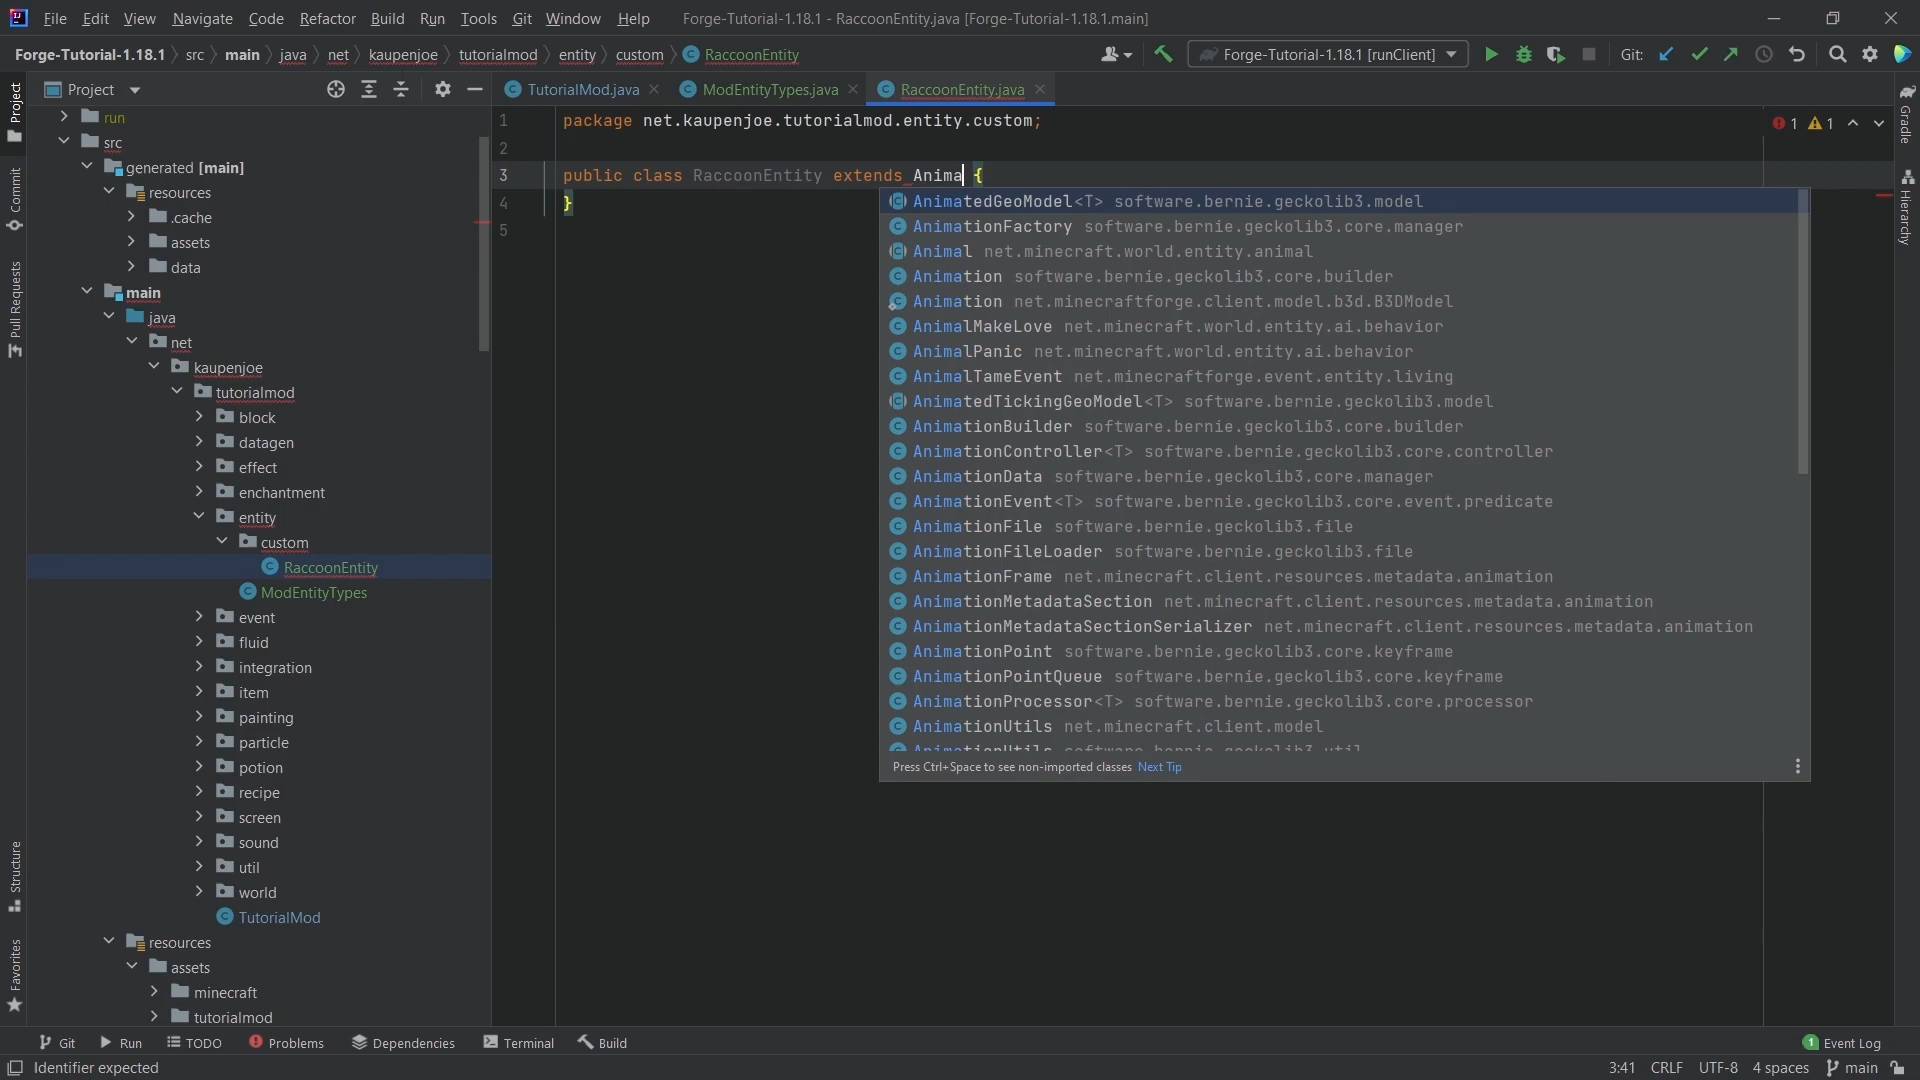 File Edit View Navigate Code Refactor Build Run Tools Git Window Help Forge-Tutorial-1.18.1 - RaccoonEntity.java [Forge-Tutorial-1.18.1.main]
Forge-Tutorial-1.18.1 src main java net kaupenjoe tutorialmod entity custom RaccoonEntity Forge-Tutorial-1.18.1 [runClient] Git:
Project
TutorialMod.java ModEntityTypes.java RaccoonEntity.java
Project
Commit
Pull Requests
Structure
Favorites
run
src
generated [main]
resources
.cache
assets
data
main
java
net
kaupenjoe
tutorialmod
block
datagen
effect
enchantment
entity
custom
RaccoonEntity
ModEntityTypes
event
fluid
integration
item
painting
particle
potion
recipe
screen
sound
util
world
TutorialMod
resources
assets
minecraft
tutorialmod
1 package net.kaupenjoe.tutorialmod.entity.custom;
2
3 public class RaccoonEntity extends Anima {
4 }
5
1 1
AnimatedGeoModel<T> software.bernie.geckolib3.model
AnimationFactory software.bernie.geckolib3.core.manager
Animal net.minecraft.world.entity.animal
Animation software.bernie.geckolib3.core.builder
Animation net.minecraftforge.client.model.b3d.B3DModel
AnimalMakeLove net.minecraft.world.entity.ai.behavior
AnimalPanic net.minecraft.world.entity.ai.behavior
AnimalTameEvent net.minecraftforge.event.entity.living
AnimatedTickingGeoModel<T> software.bernie.geckolib3.model
AnimationBuilder software.bernie.geckolib3.core.builder
AnimationController<T> software.bernie.geckolib3.core.controller
AnimationData software.bernie.geckolib3.core.manager
AnimationEvent<T> software.bernie.geckolib3.core.event.predicate
AnimationFile software.bernie.geckolib3.file
AnimationFileLoader software.bernie.geckolib3.file
AnimationFrame net.minecraft.client.resources.metadata.animation
AnimationMetadataSection net.minecraft.client.resources.metadata.animation
AnimationMetadataSectionSerializer net.minecraft.client.resources.metadata.animation
AnimationPoint software.bernie.geckolib3.core.keyframe
AnimationPointQueue software.bernie.geckolib3.core.keyframe
AnimationProcessor<T> software.bernie.geckolib3.core.processor
AnimationUtils net.minecraft.client.model
AnimationUtils software.bernie.geckolib3.util
Press Ctrl+Space to see non-imported classes Next Tip
Gradle
Hierarchy
Git Run TODO Problems Dependencies Terminal Build 1 Event Log
Identifier expected 3:41 CRLF UTF-8 4 spaces main